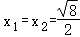 x₁ = x₂ = √8/2